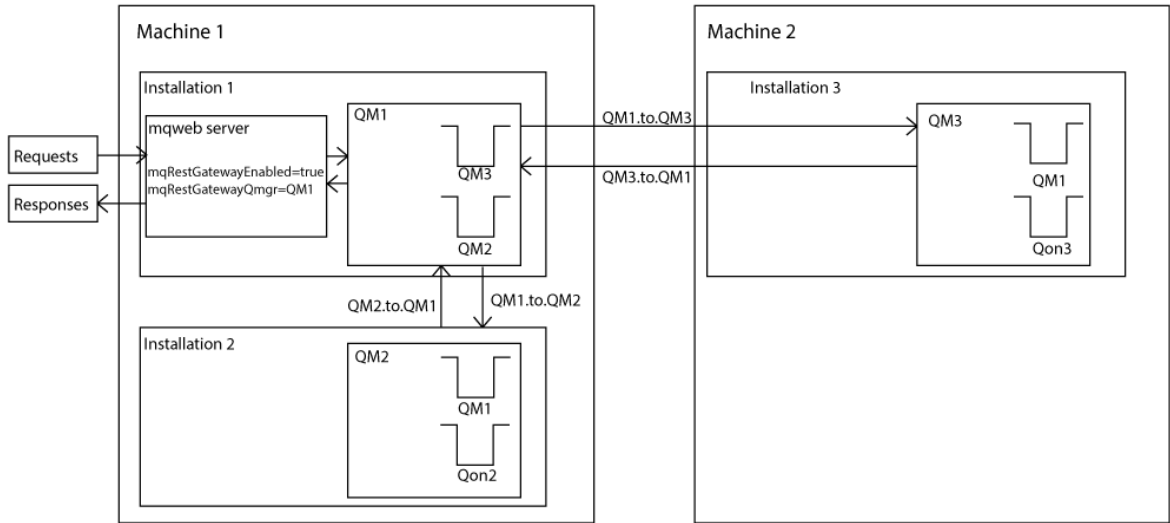 Machine 1
Installation 1
mqweb server
mqRestGatewayEnabled=true
mqRestGatewayQmgr=QM1
Requests
Responses
QM1
QM3
QM2
QM1.to.QM3
QM3.to.QM1
QM2.to.QM1
QM1.to.QM2
Installation 2
QM2
QM1
Qon2
Machine 2
Installation 3
QM3
QM1
Qon3